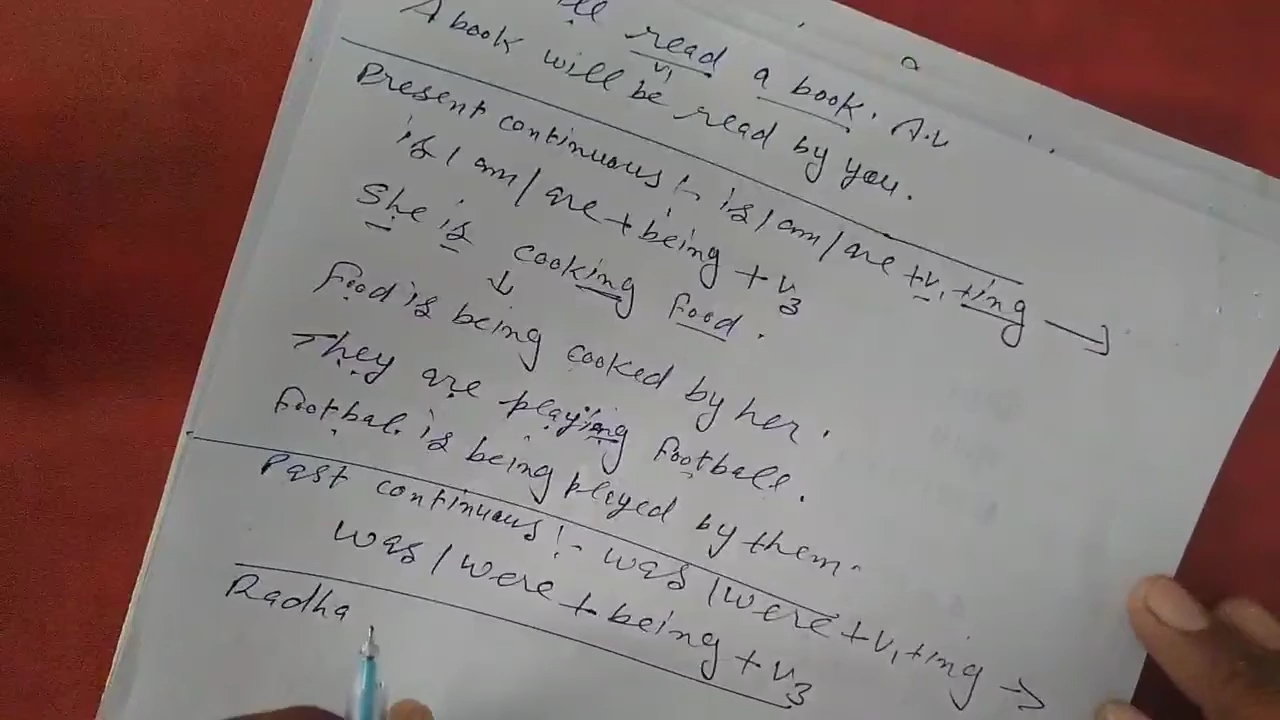 read a book. A.V
A book will be read by you.
Present continuous :- is / am / are + V1 + ing →
is / am / are + being + V3
She is cooking food.
Food is being cooked by her.
They are playing football.
Football is being played by them.
Past continuous :- was / were + V1 + ing →
was / were + being + V3
Radha